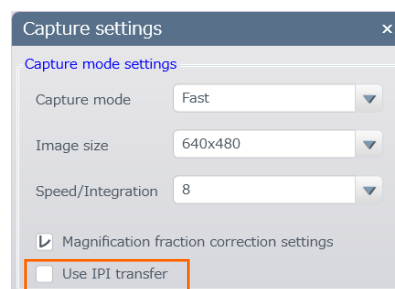 Capture settings ×
Capture mode settings
Capture mode Fast
Image size 640x480
Speed/Integration 8
Magnification fraction correction settings
Use IPI transfer